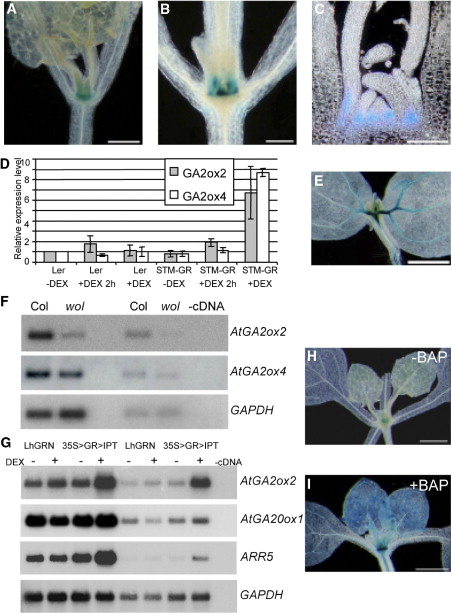 A
B
C
D
Relative expression level
10
8
6
4
2
0
GA2ox2
GA2ox4
Ler -DEX
Ler +DEX 2h
Ler +DEX
STM-GR -DEX
STM-GR +DEX 2h
STM-GR +DEX
E
F
Col wol Col wol -cDNA
AtGA2ox2
AtGA2ox4
GAPDH
G
LhGRN 35S>GR>IPT LhGRN 35S>GR>IPT
DEX - + - + - + - + -cDNA
AtGA2ox2
AtGA20ox1
ARR5
GAPDH
H
-BAP
I
+BAP